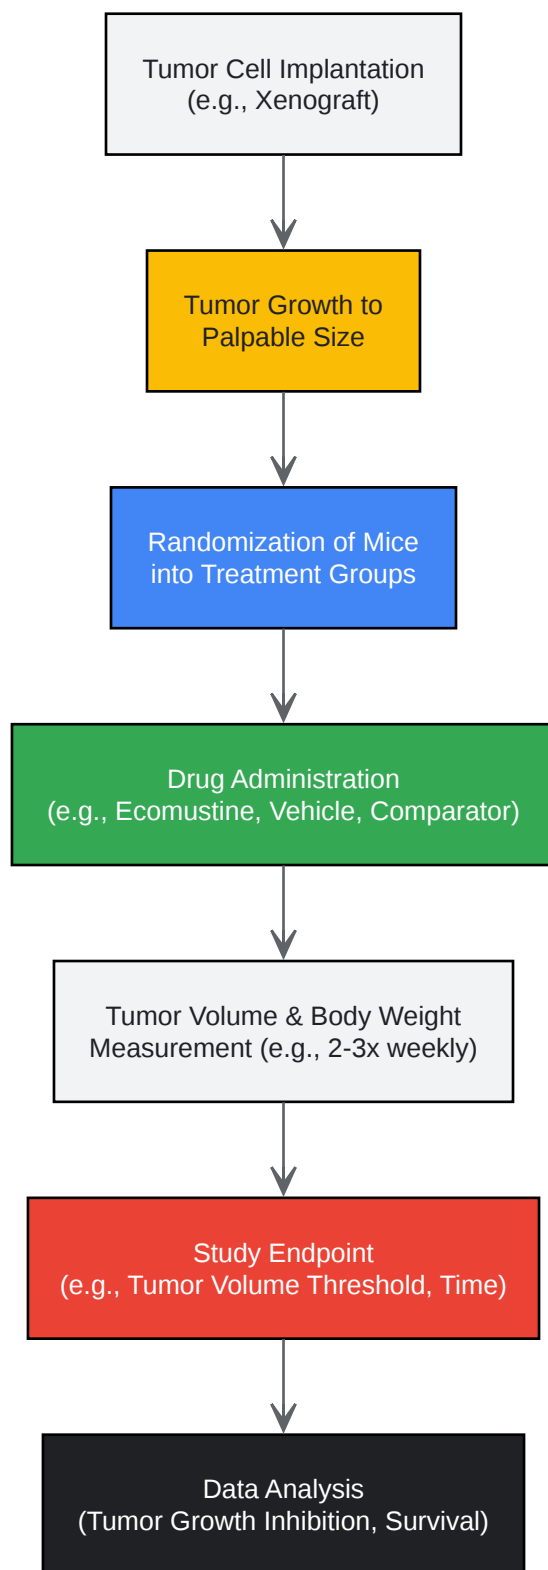 Tumor Cell Implantation
(e.g., Xenograft)
Tumor Growth to
Palpable Size
Randomization of Mice
into Treatment Groups
Drug Administration
(e.g., Ecomustine, Vehicle, Comparator)
Tumor Volume & Body Weight
Measurement (e.g., 2-3x weekly)
Study Endpoint
(e.g., Tumor Volume Threshold, Time)
Data Analysis
(Tumor Growth Inhibition, Survival)